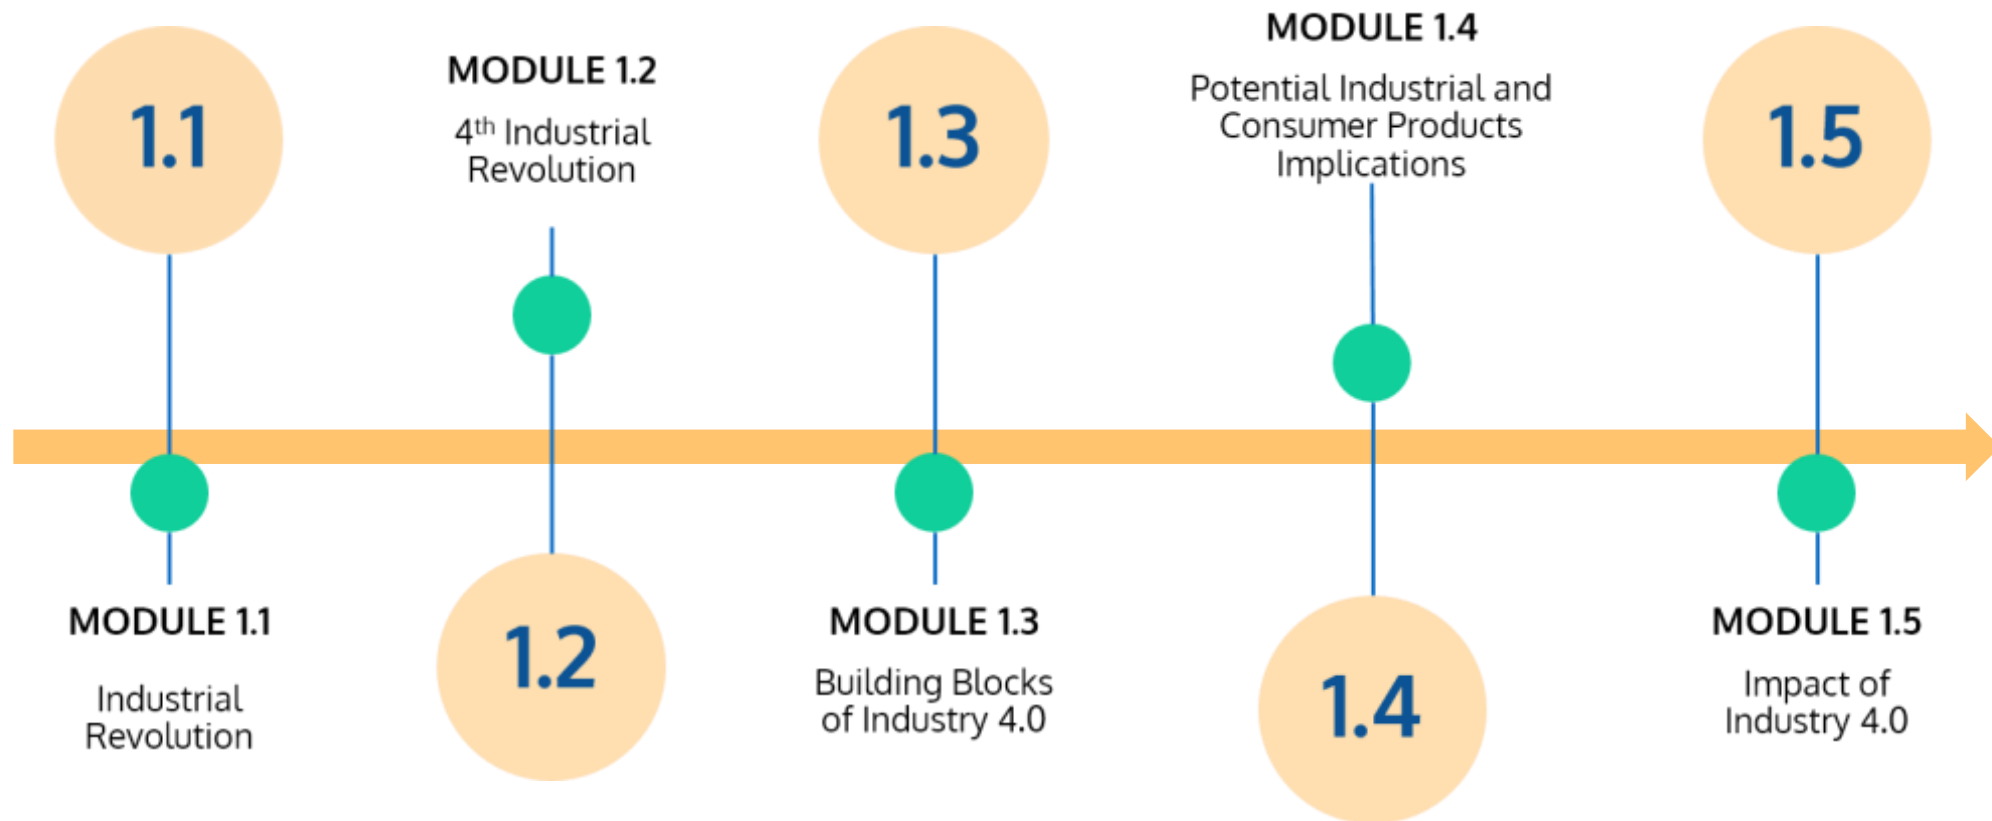 1.1
MODULE 1.1
Industrial
Revolution
MODULE 1.2
4th Industrial
Revolution
1.2
1.3
MODULE 1.3
Building Blocks
of Industry 4.0
MODULE 1.4
Potential Industrial and
Consumer Products
Implications
1.4
1.5
MODULE 1.5
Impact of
Industry 4.0